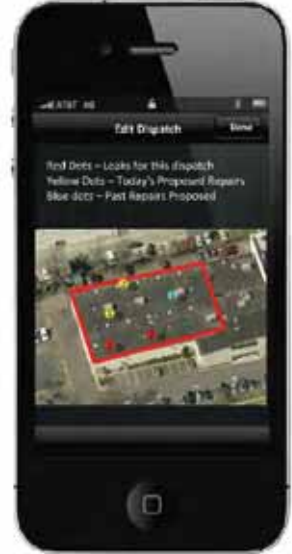 AT&T
Edit Dispatch Done
Red Dots – Leaks for this dispatch
Yellow Dots – Today's Proposed Repairs
Blue dots – Past Repairs Proposed